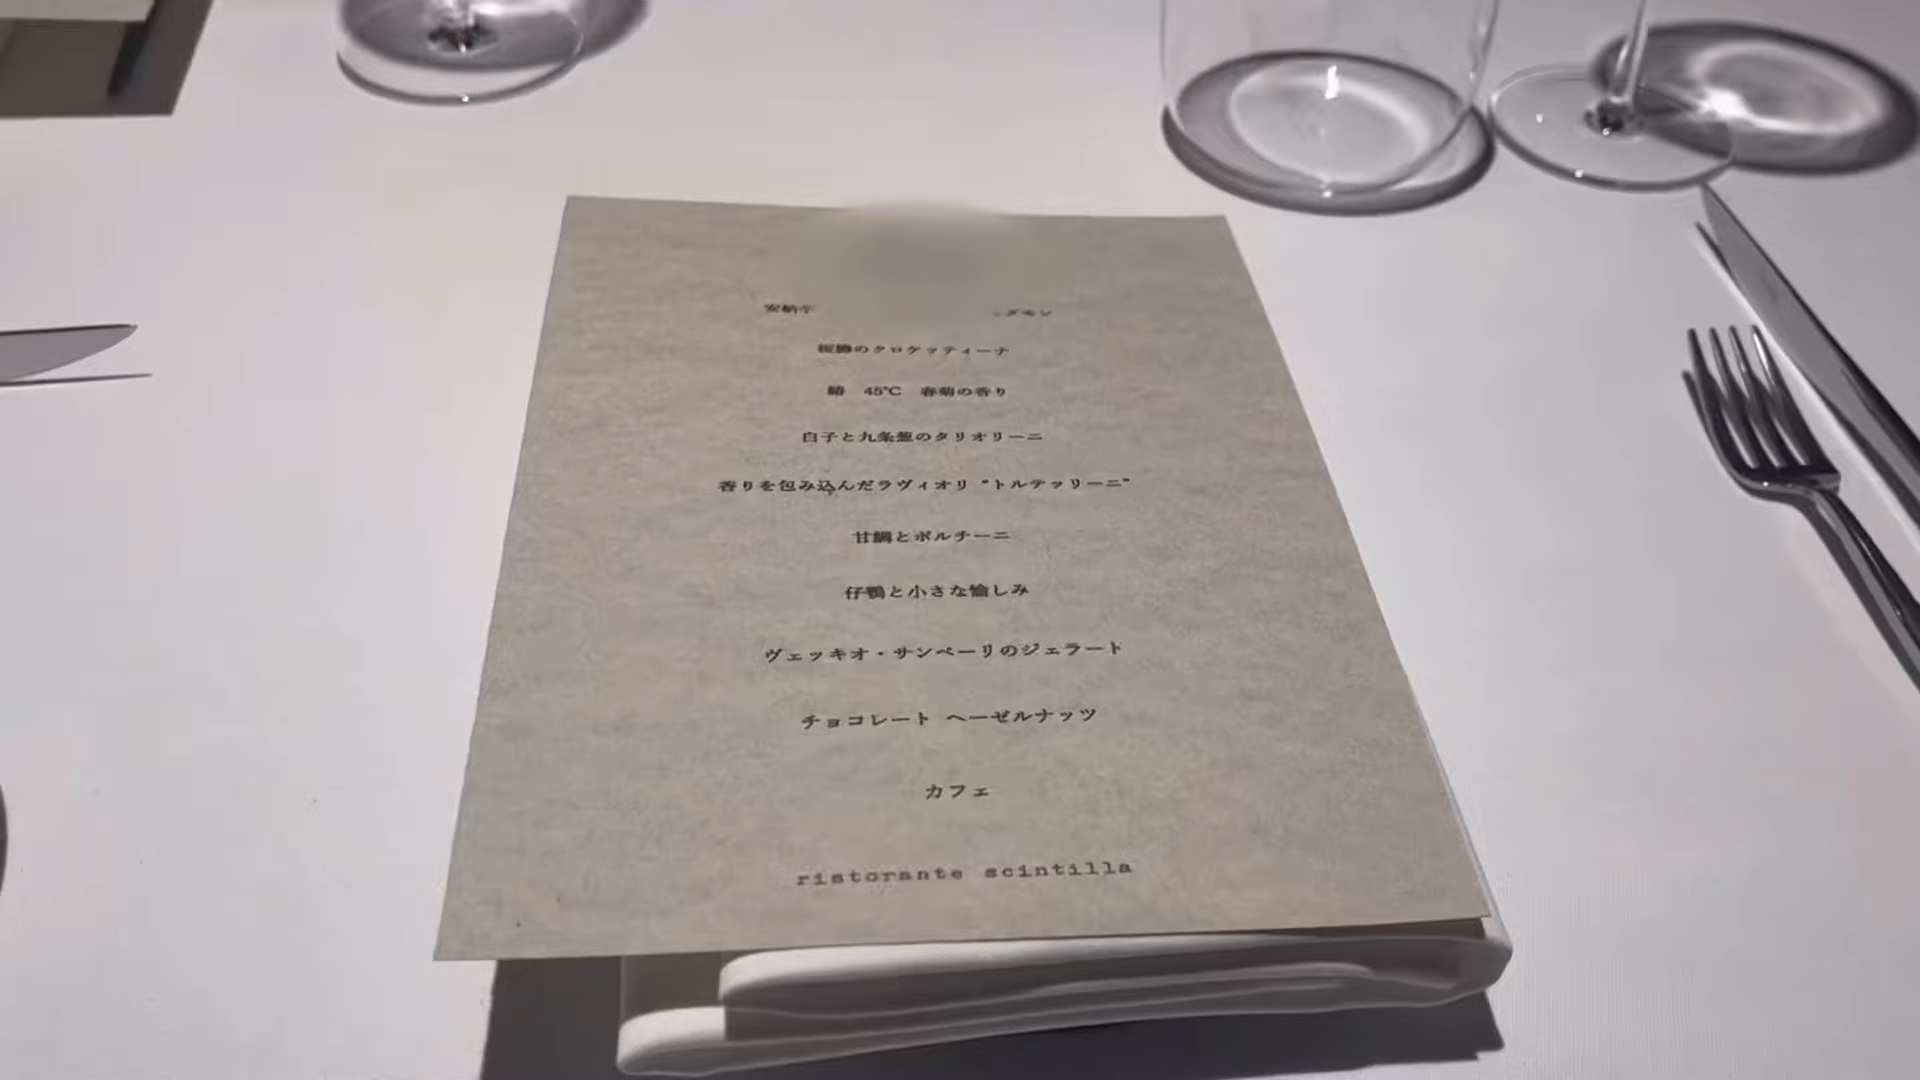 安納芋
ダモン
桜鱒のクロケッティーナ
鰆 45℃ 春菊の香り
白子と九条葱のタリオリーニ
香りを包み込んだラヴィオリ "トルテッリーニ"
甘鯛とポルチーニ
仔鴨と小さな愉しみ
ヴェッキオ・サンペーリのジェラート
チョコレート ヘーゼルナッツ
カフェ
ristorante scintilla